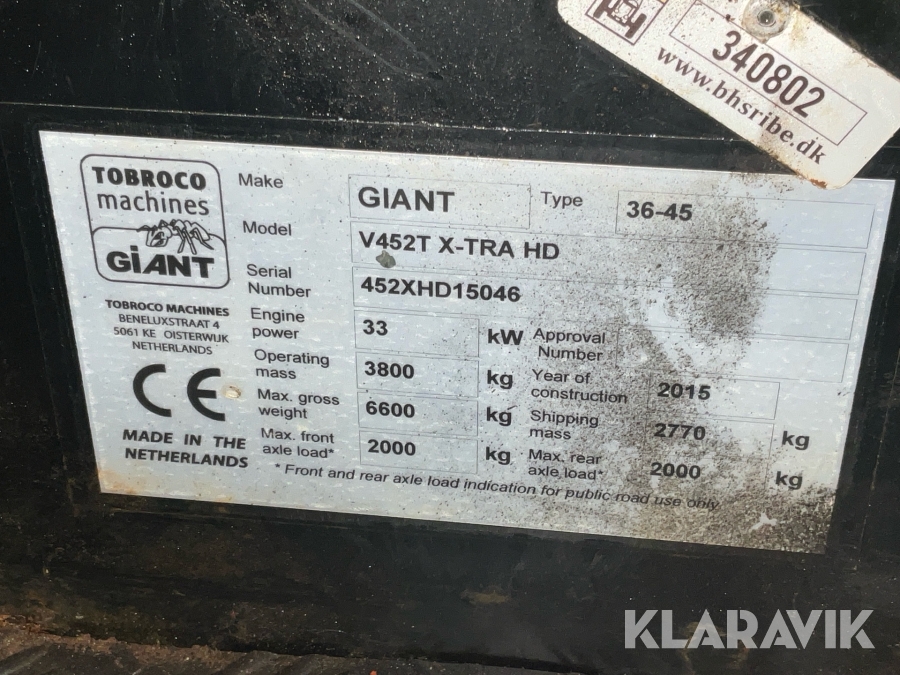 340802
www.bhsribe.dk
TOBROCO
machines
GiANT
TOBROCO MACHINES
BENELUXSTRAAT 4
5061 KE OISTERWIJK
NETHERLANDS
CE
MADE IN THE
NETHERLANDS
Make GIANT Type 36-45
Model V452T X-TRA HD
Serial
Number 452XHD15046
Engine
power 33 kW Approval
Number
Operating
mass 3800 kg Year of
construction 2015
Max. gross
weight 6600 kg Shipping
mass 2770 kg
Max. front
axle load* 2000 kg Max. rear
axle load* 2000 kg
* Front and rear axle load indication for public road use only
KLARAVIK